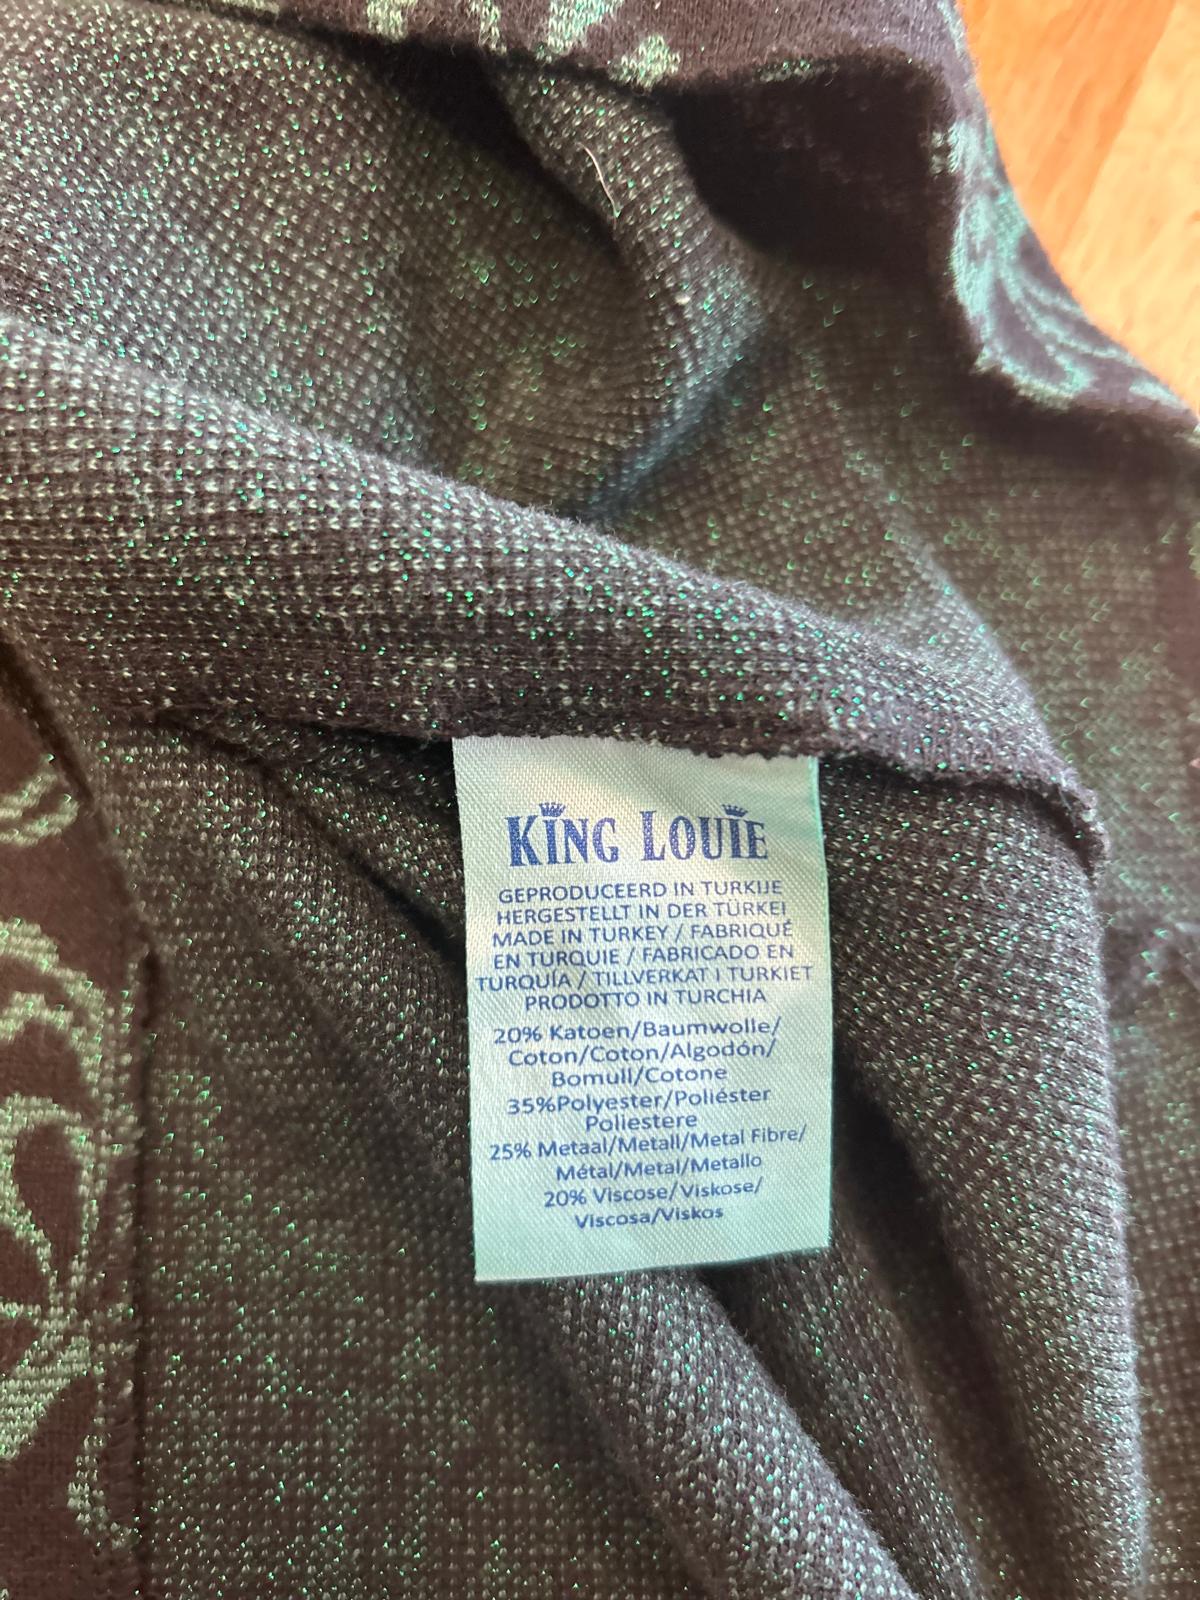 KING LOUIE
GEPRODUCEERD IN TURKIJE
HERGESTELLT IN DER TÜRKEI
MADE IN TURKEY / FABRIQUÉ
EN TURQUIE / FABRICADO EN
TURQUÍA / TILLVERKAT I TURKIET
PRODOTTO IN TURCHIA
20% Katoen/Baumwolle/
Coton/Coton/Algodón/
Bomull/Cotone
35%Polyester/Poliéster
Poliestere
25% Metaal/Metall/Metal Fibre/
Métal/Metal/Metallo
20% Viscose/Viskose/
Viscosa/Viskos